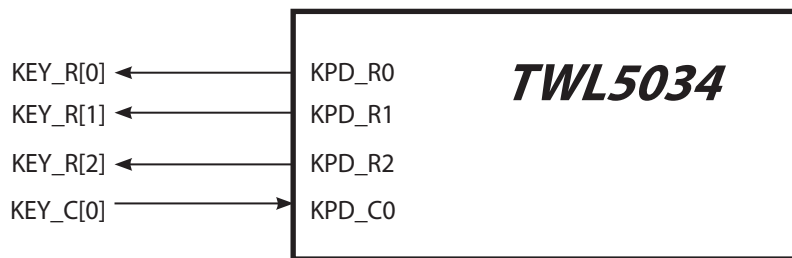 KEY_R[0] KPD_R0 TWL5034
KEY_R[1] KPD_R1
KEY_R[2] KPD_R2
KEY_C[0] KPD_C0